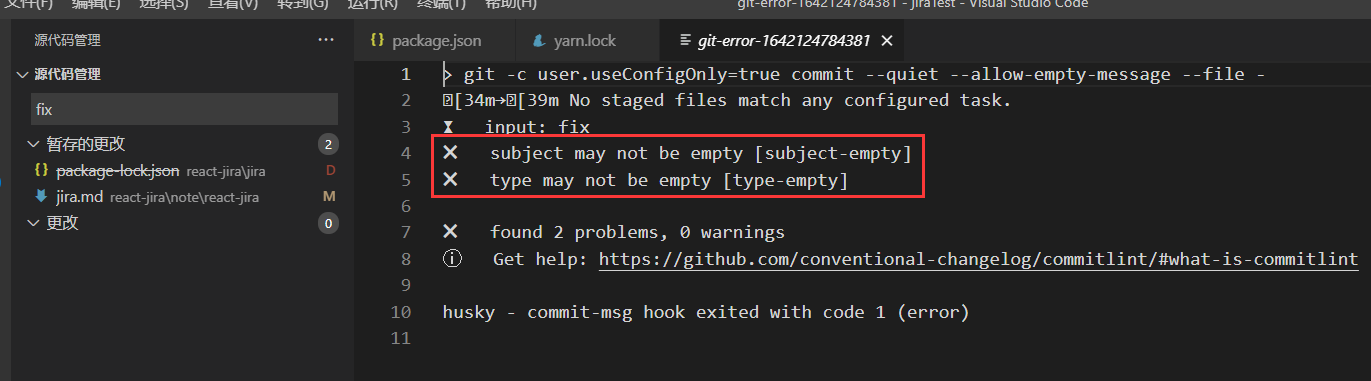 文件(F) 编辑(E) 选择(S) 查看(V) 转到(G) 运行(R) 终端(T) 帮助(H) git-error-1642124784381 - jiraTest - Visual Studio Code
源代码管理 ···
package.json yarn.lock git-error-1642124784381
源代码管理
fix
暂存的更改 2
package-lock.json react-jira\jira D
jira.md react-jira\note\react-jira M
更改 0
1 > git -c user.useConfigOnly=true commit --quiet --allow-empty-message --file -
2 [34m→[39m No staged files match any configured task.
3 ⧗ input: fix
4 ✖ subject may not be empty [subject-empty]
5 ✖ type may not be empty [type-empty]
6
7 ✖ found 2 problems, 0 warnings
8 ⓘ Get help: https://github.com/conventional-changelog/commitlint/#what-is-commitlint
9
10 husky - commit-msg hook exited with code 1 (error)
11